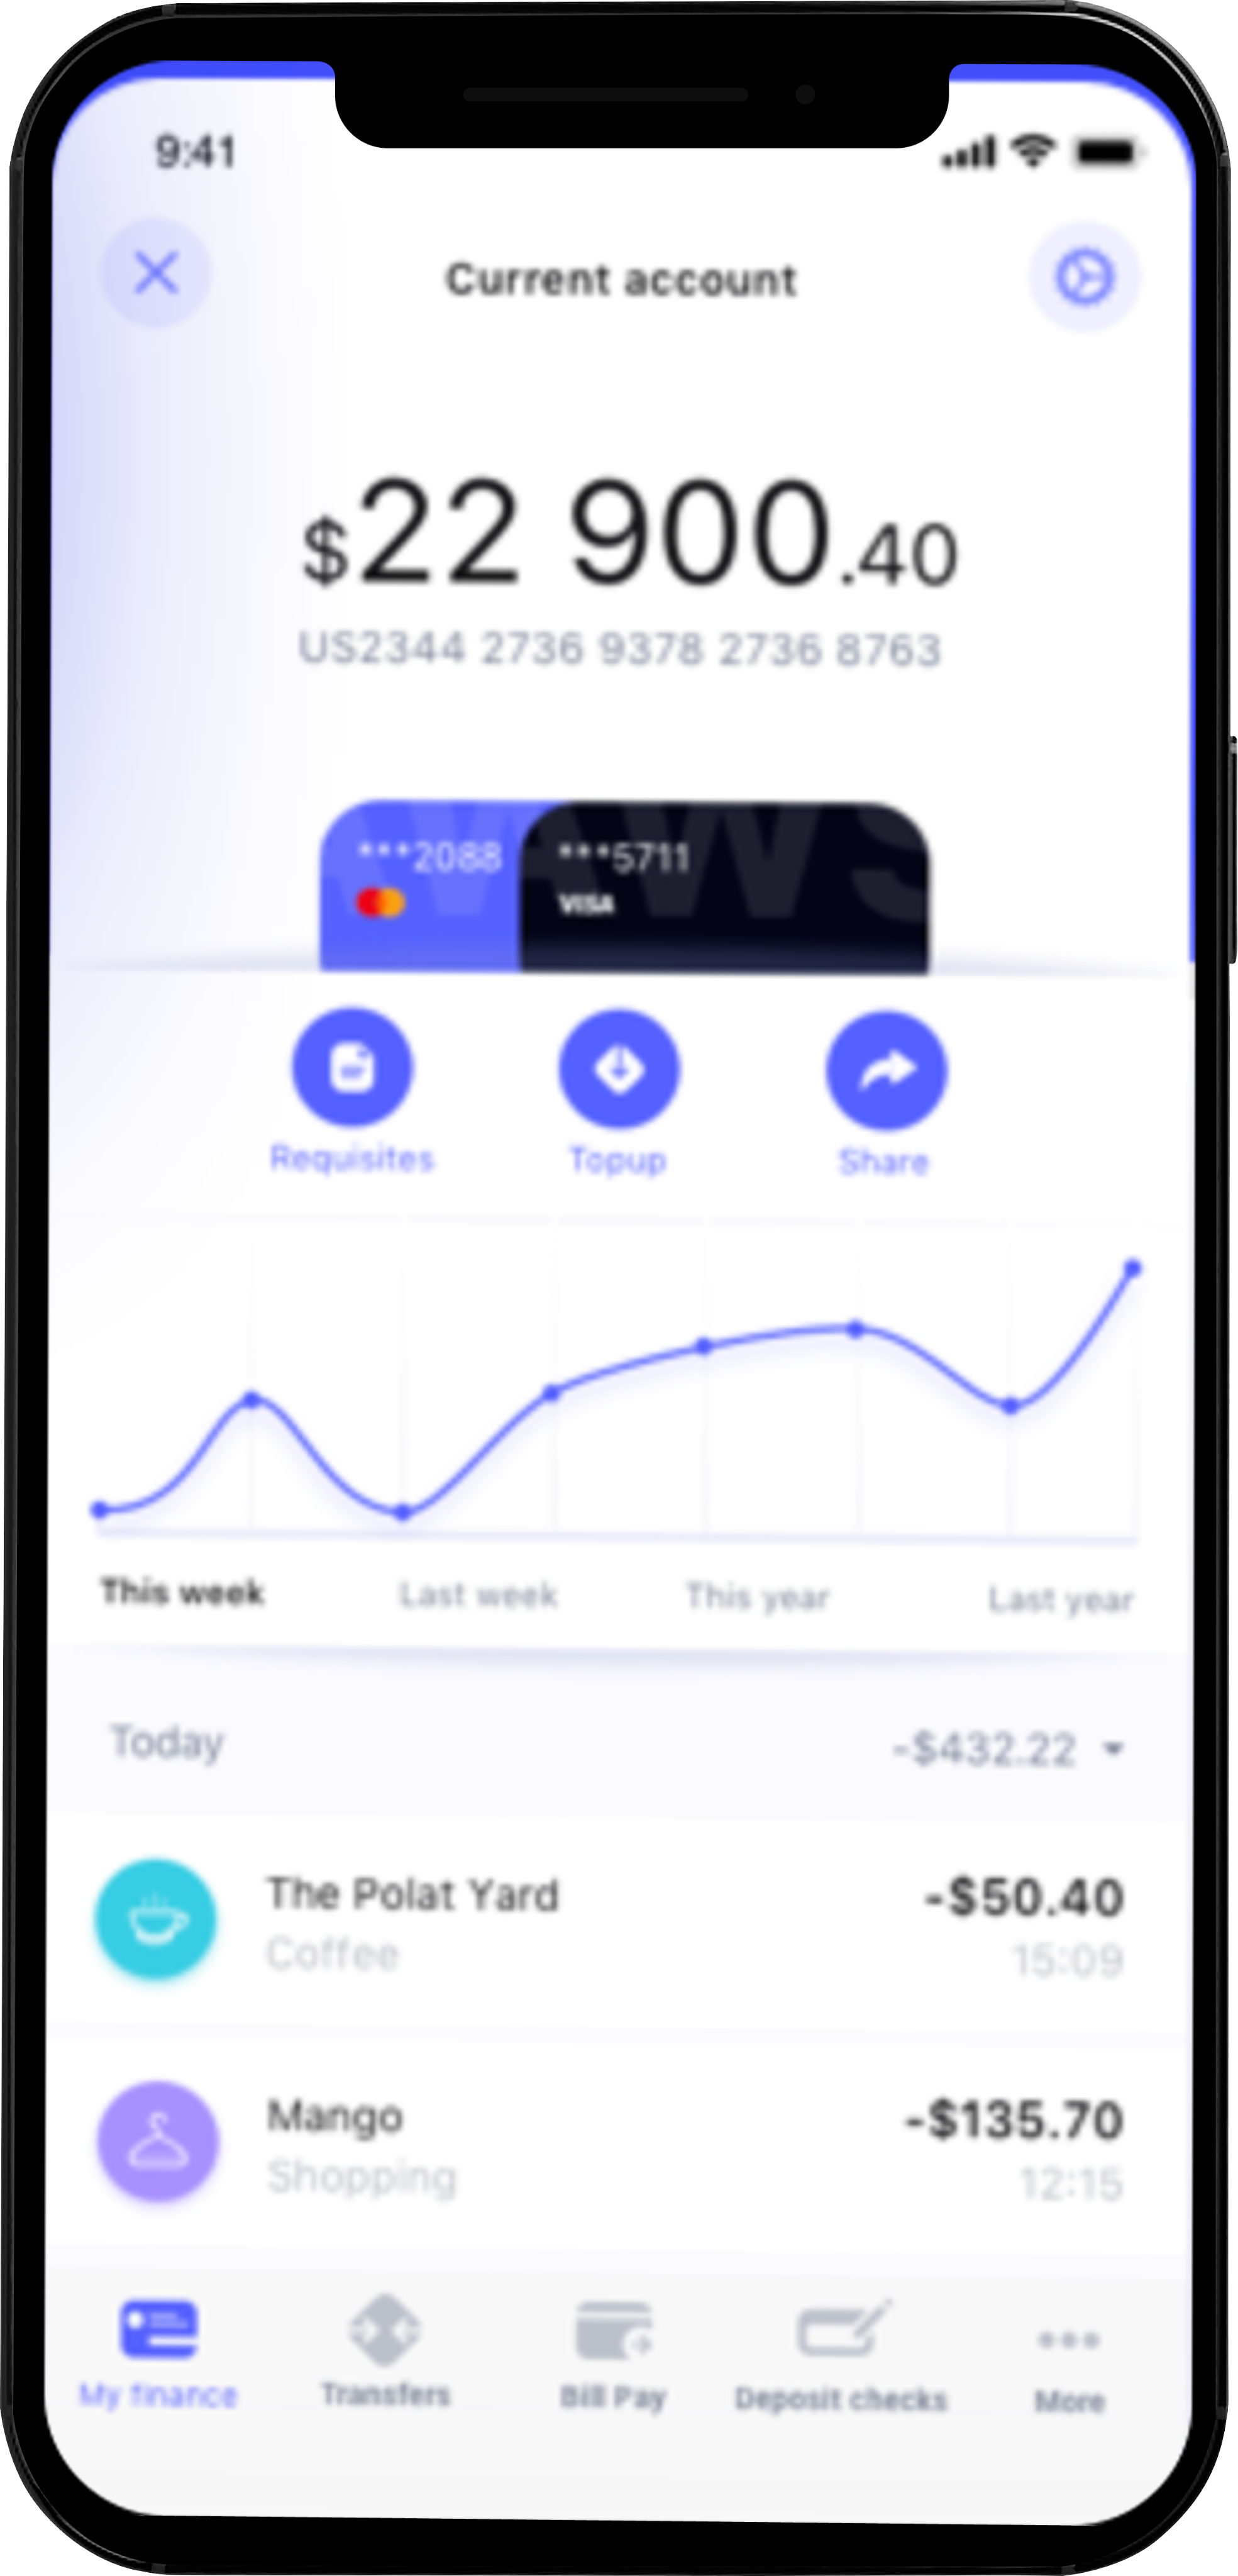 9:41
Current account
$22 900.40
US2344 2736 9378 2736 8763
***2088 ***5711
VISA
Requisites Topup Share
This week Last week This year Last year
Today -$432.22
The Polat Yard -$50.40
Coffee 15:09
Mango -$135.70
Shopping 12:15
My finance Transfers Bill Pay Deposit checks More